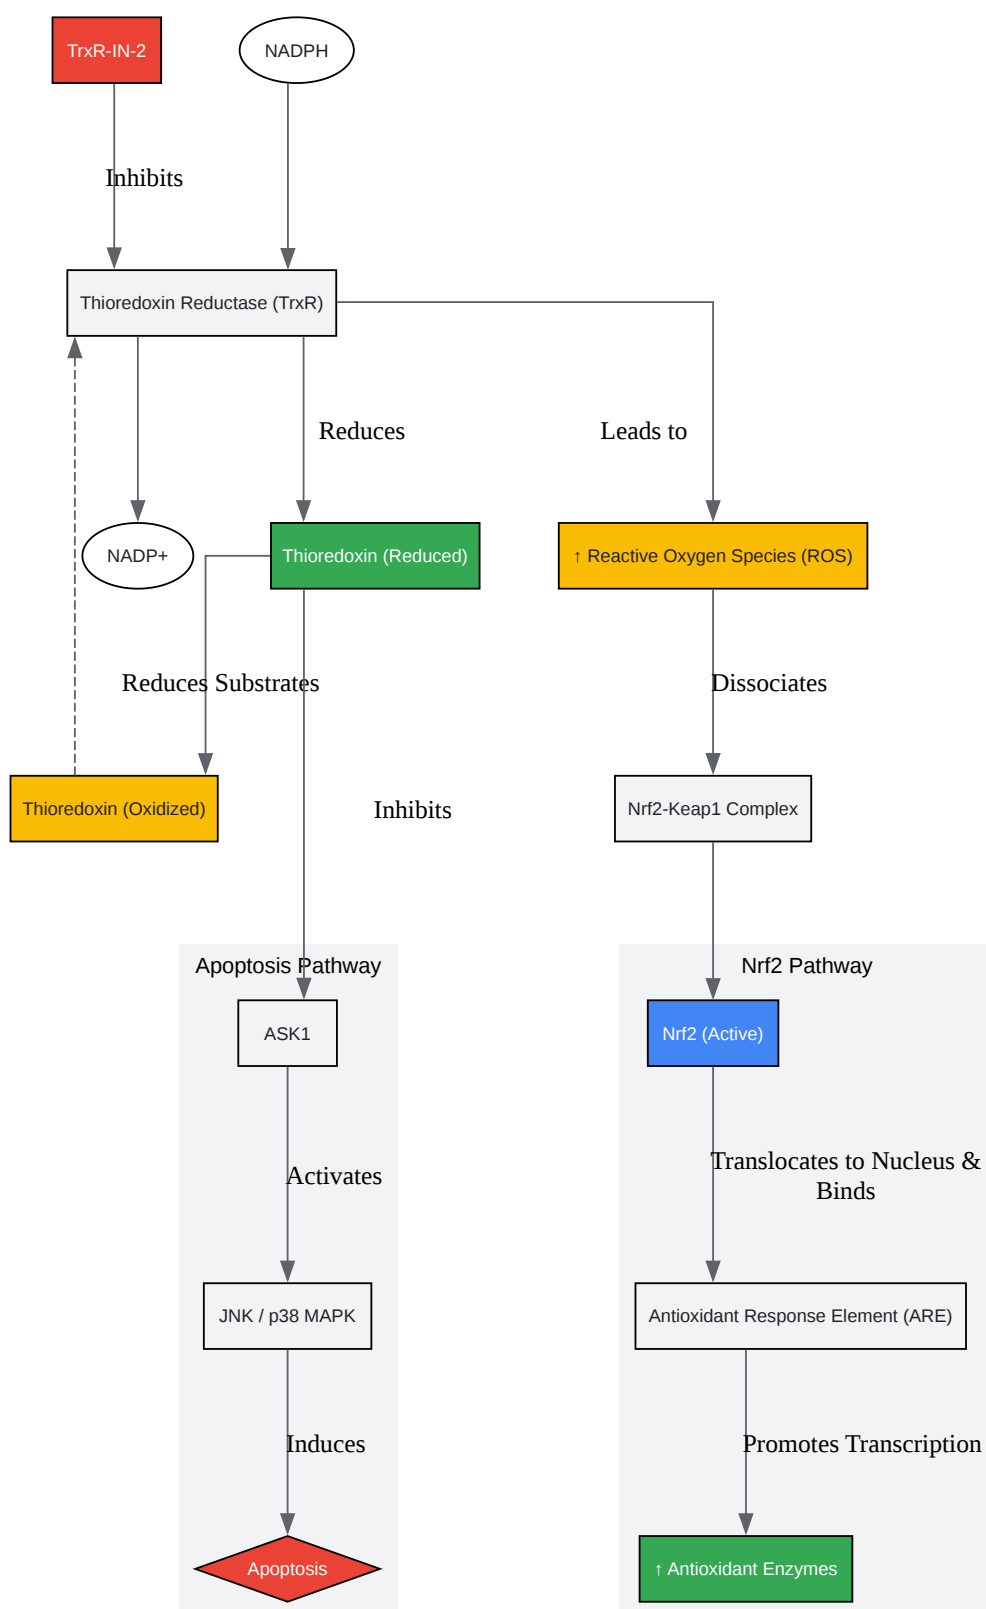 TrxR-IN-2
NADPH
Inhibits
Thioredoxin Reductase (TrxR)
Reduces
Leads to
NADP+
Thioredoxin (Reduced)
↑ Reactive Oxygen Species (ROS)
Reduces Substrates
Dissociates
Thioredoxin (Oxidized)
Inhibits
Nrf2-Keap1 Complex
Apoptosis Pathway
Nrf2 Pathway
ASK1
Nrf2 (Active)
Activates
Translocates to Nucleus &
Binds
JNK / p38 MAPK
Antioxidant Response Element (ARE)
Induces
Promotes Transcription
Apoptosis
↑ Antioxidant Enzymes